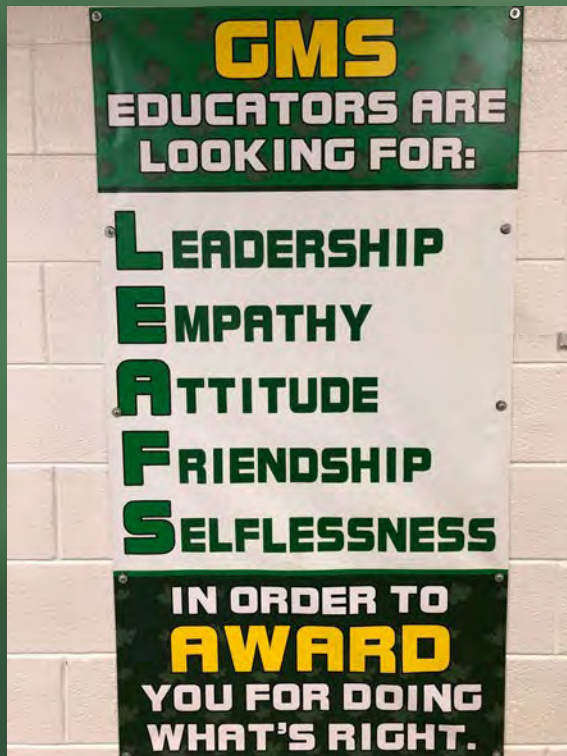 GMS
EDUCATORS ARE
LOOKING FOR:
LEADERSHIP
EMPATHY
ATTITUDE
FRIENDSHIP
SELFLESSNESS
IN ORDER TO
AWARD
YOU FOR DOING
WHAT'S RIGHT.